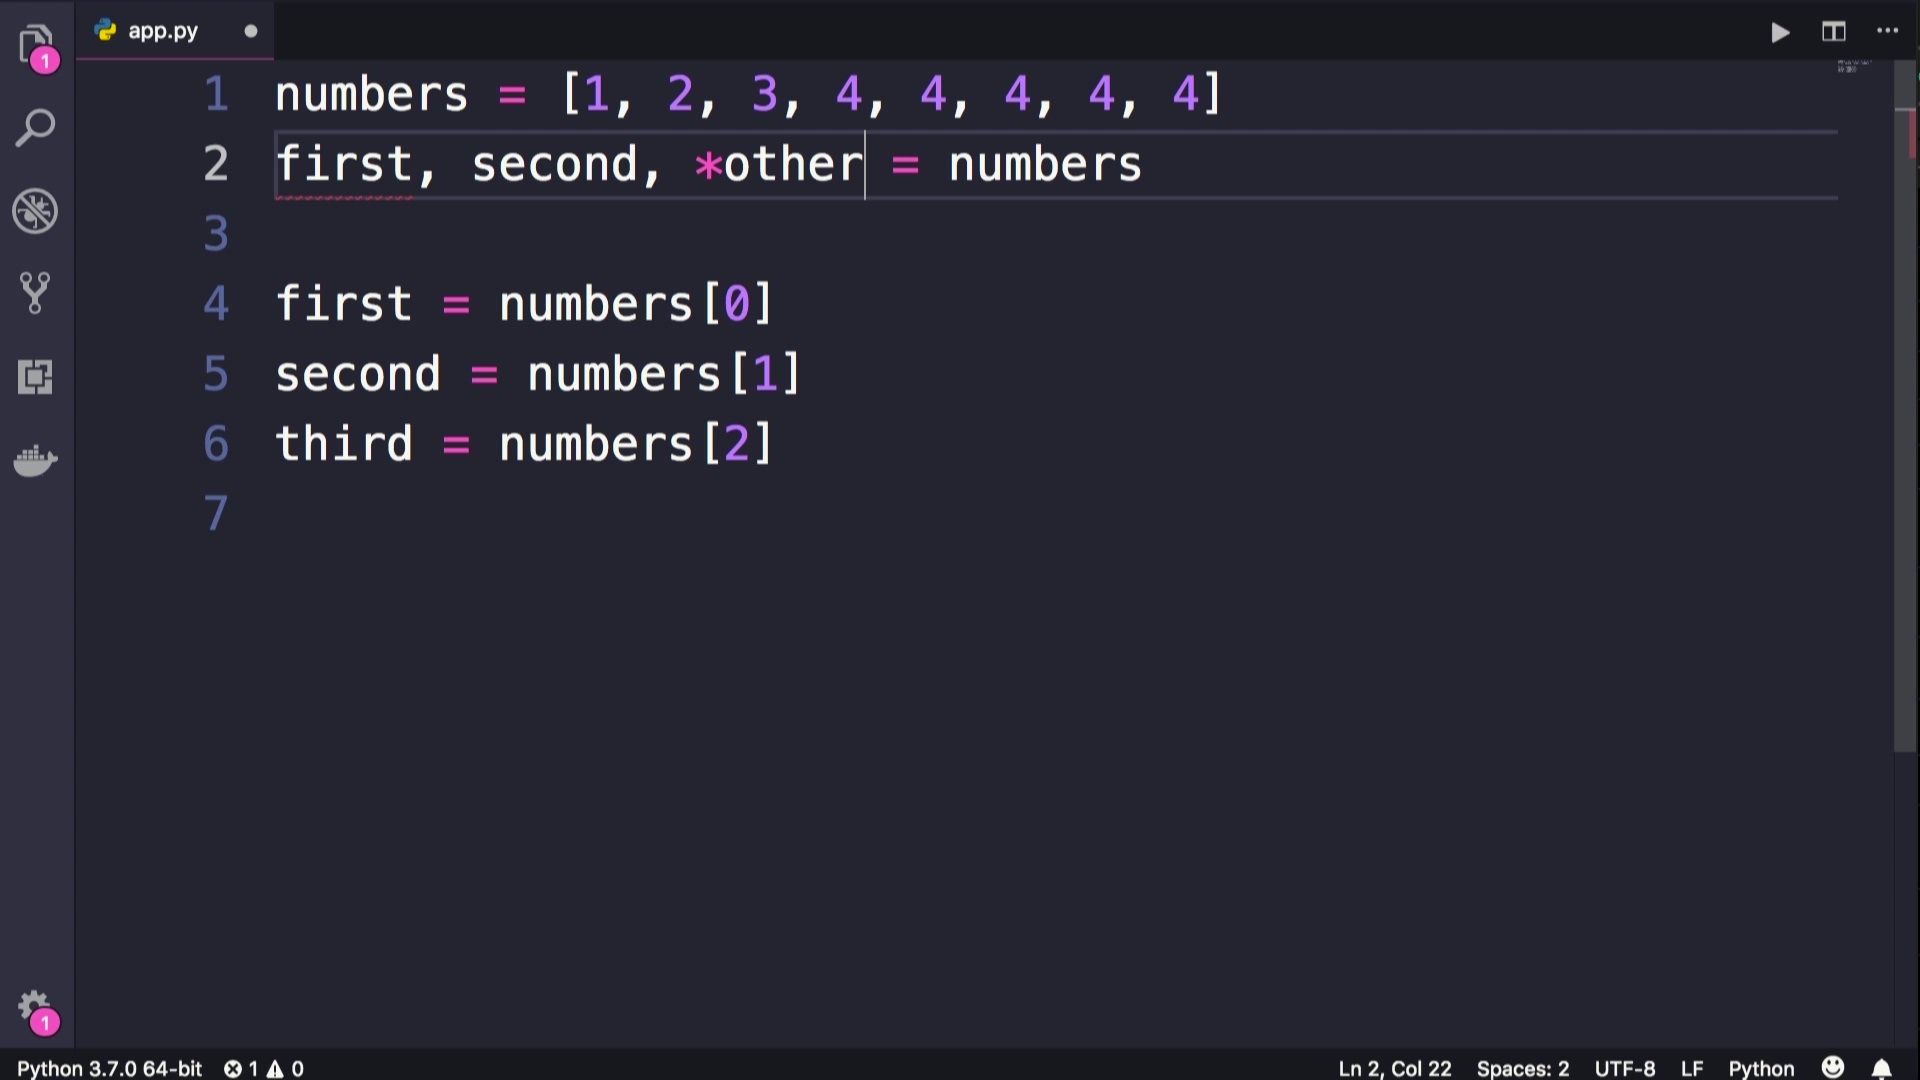 app.py
1
1 numbers = [1, 2, 3, 4, 4, 4, 4, 4]
2 first, second, *other = numbers
3
4 first = numbers[0]
5 second = numbers[1]
6 third = numbers[2]
7
1
Python 3.7.0 64-bit 1 0 Ln 2, Col 22 Spaces: 2 UTF-8 LF Python